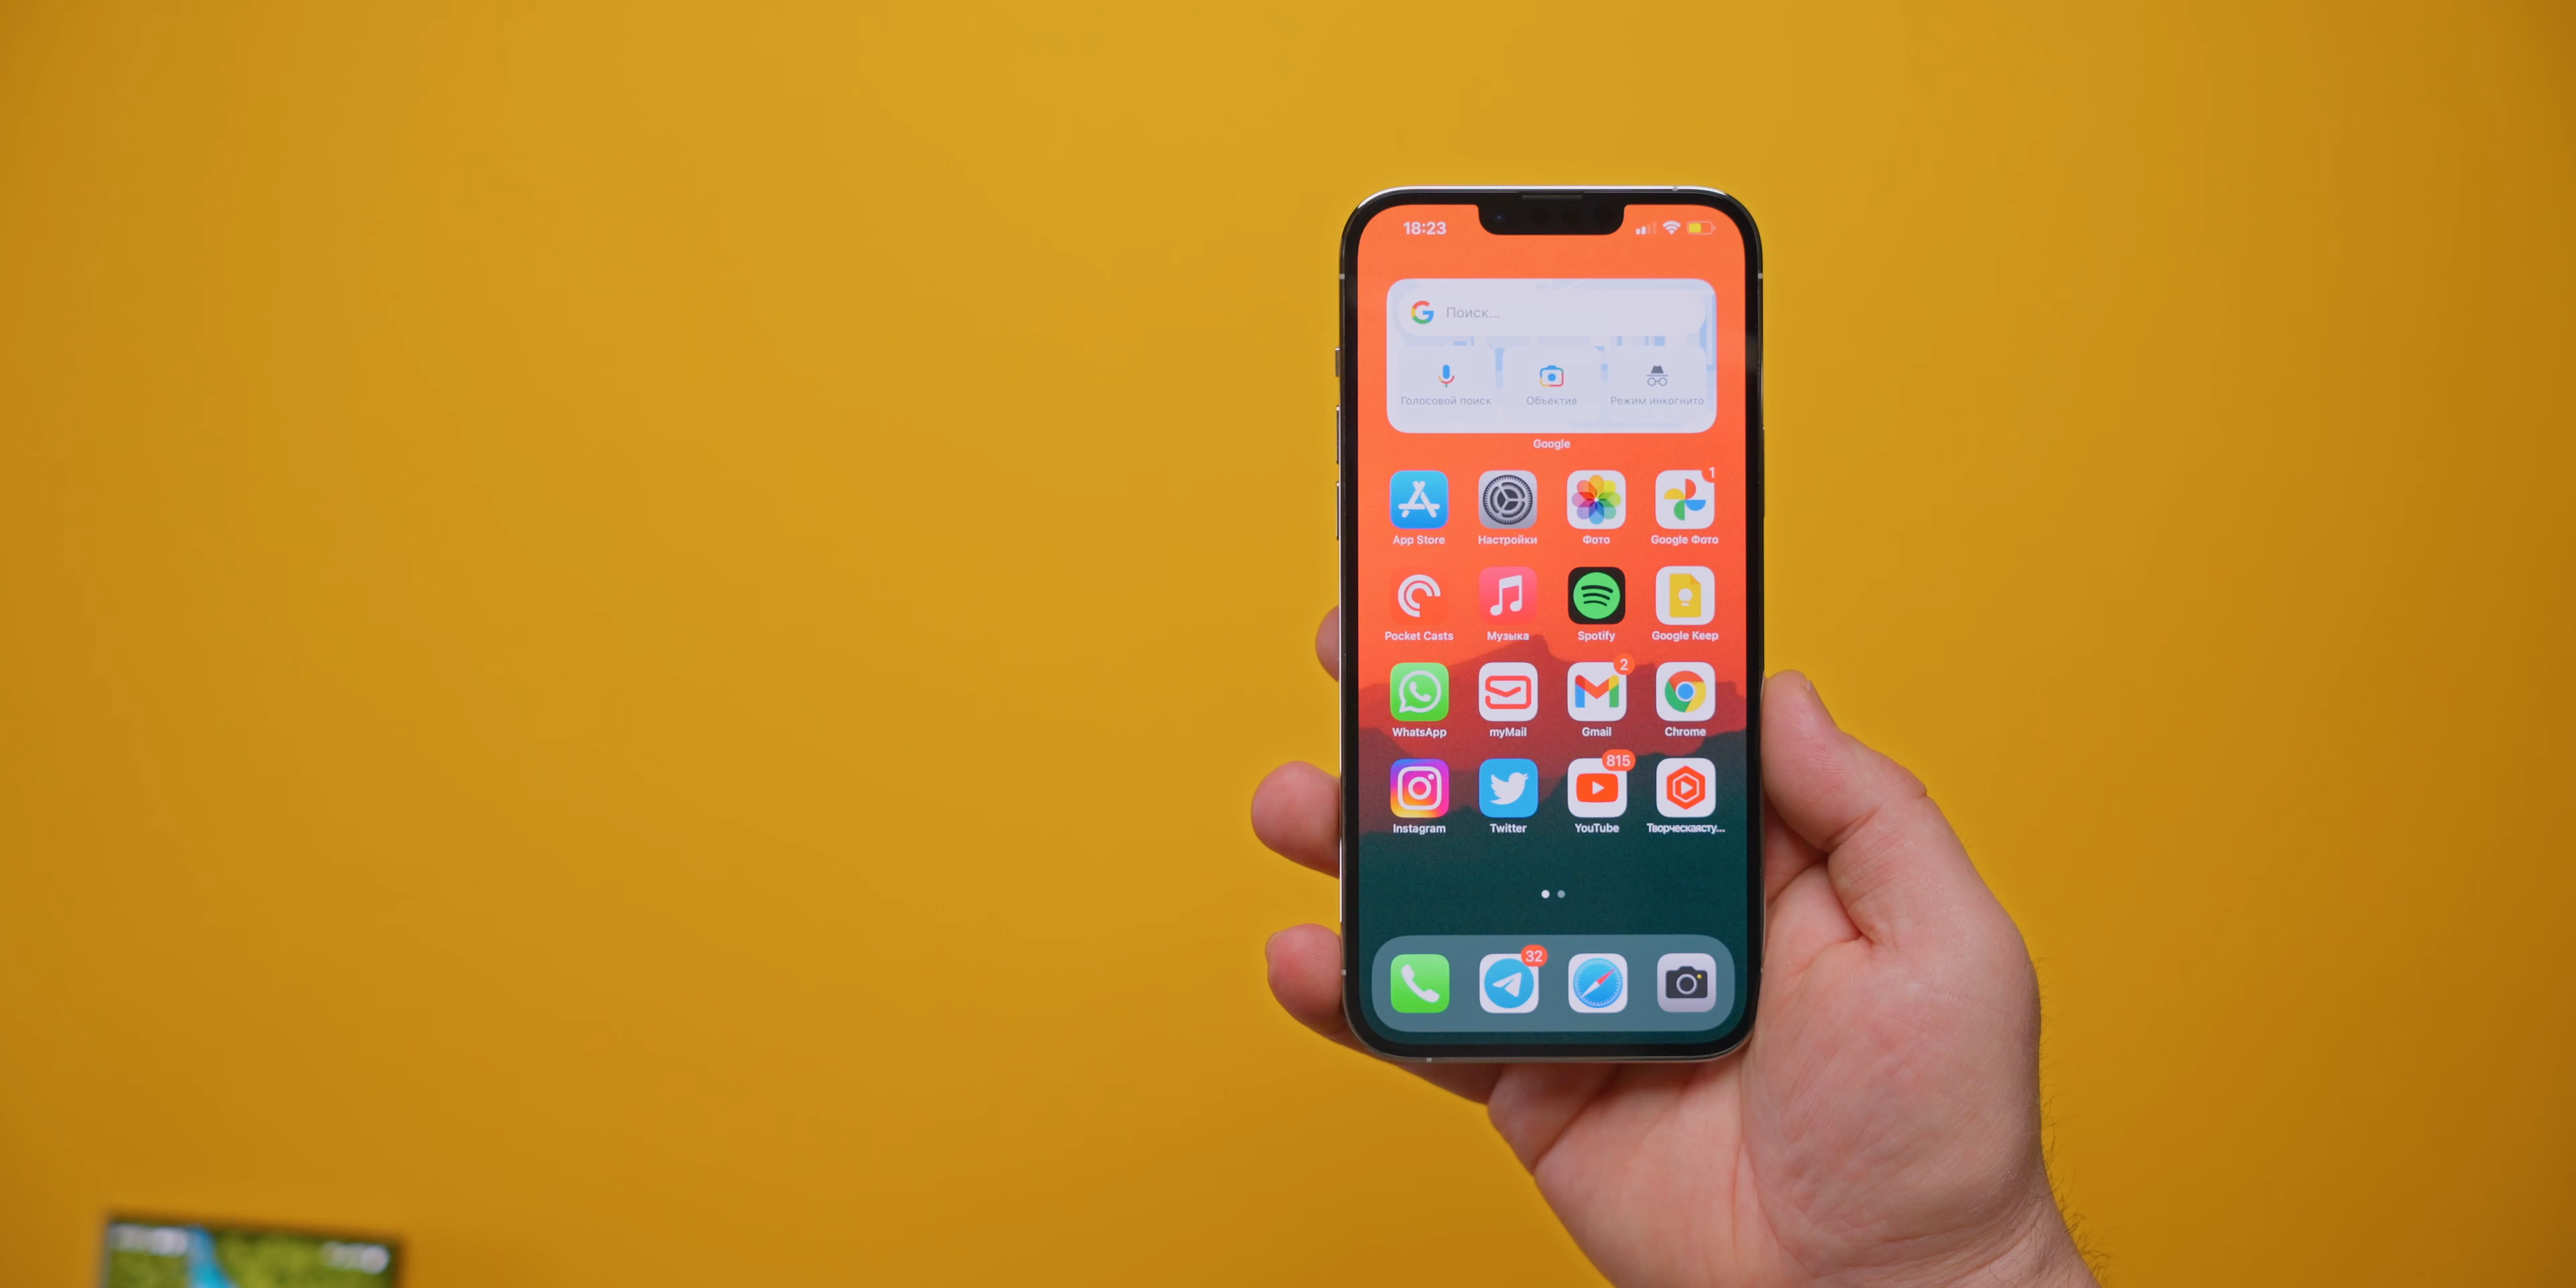 18:23
Поиск...
Голосовой поиск
Объектив
Режим инкогнито
Google
1
App Store
Настройки
Фото
Google Фото
Pocket Casts
Музыка
Spotify
Google Keep
2
WhatsApp
myMail
Gmail
Chrome
815
Instagram
Twitter
YouTube
Творческаясту...
32